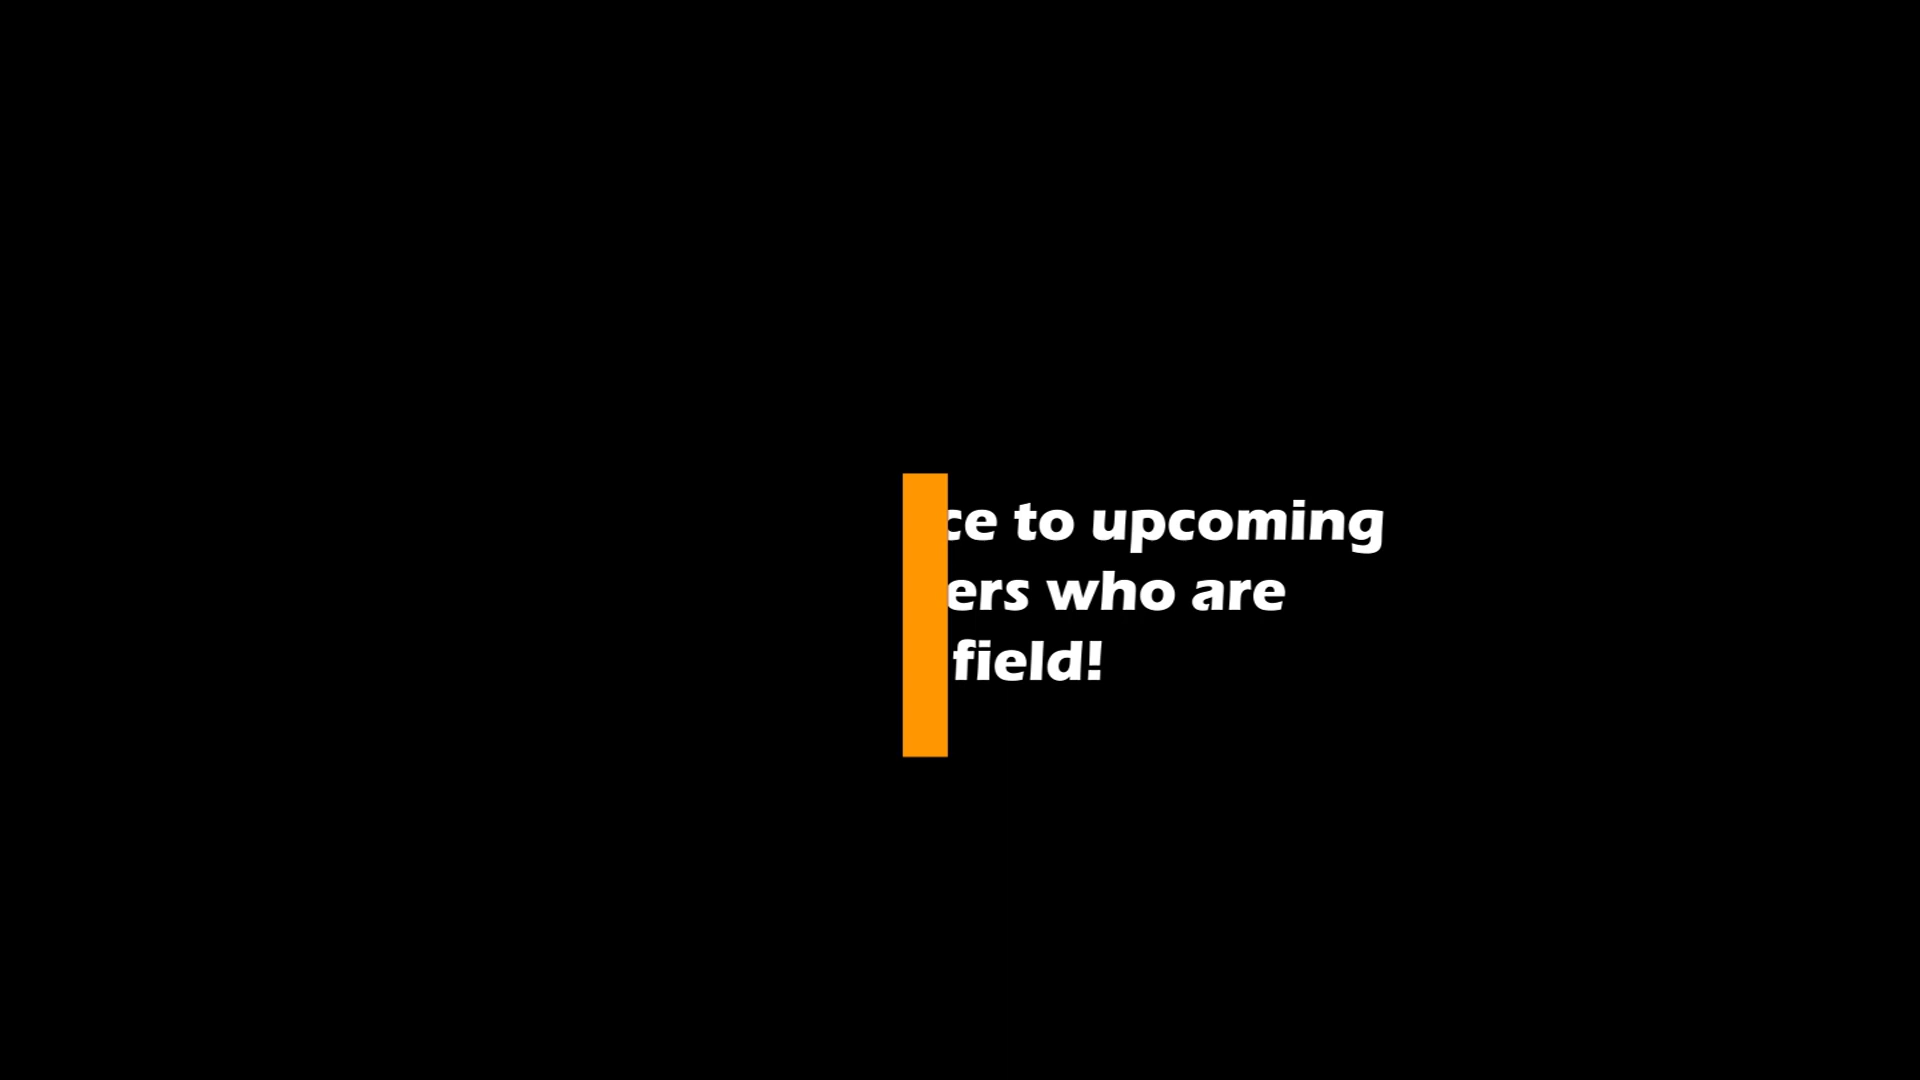 ce to upcoming
ers who are
field!